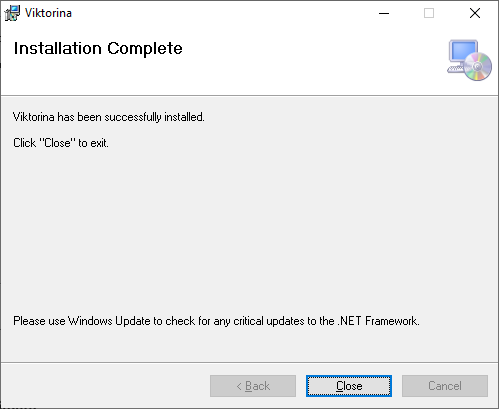 Viktorina
Installation Complete
Viktorina has been successfully installed.
Click "Close" to exit.
Please use Windows Update to check for any critical updates to the .NET Framework.
< Back
Close
Cancel